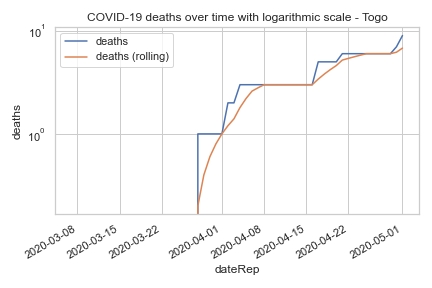 COVID-19 deaths over time with logarithmic scale - Togo
10¹
deaths
deaths (rolling)
deaths
10⁰
2020-03-08
2020-03-15
2020-03-22
2020-04-01
2020-04-08
2020-04-15
2020-04-22
2020-05-01
dateRep